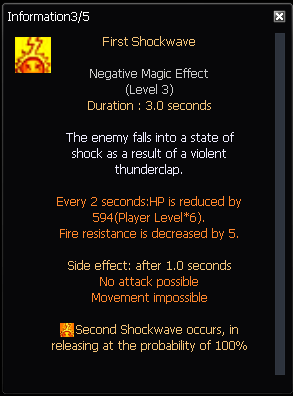 Information3/5
First Shockwave
Negative Magic Effect
(Level 3)
Duration : 3.0 seconds
The enemy falls into a state of
shock as a result of a violent
thunderclap.
Every 2 seconds:HP is reduced by
594(Player Level*6).
Fire resistance is decreased by 5.
Side effect: after 1.0 seconds
No attack possible
Movement impossible
Second Shockwave occurs, in
releasing at the probability of 100%